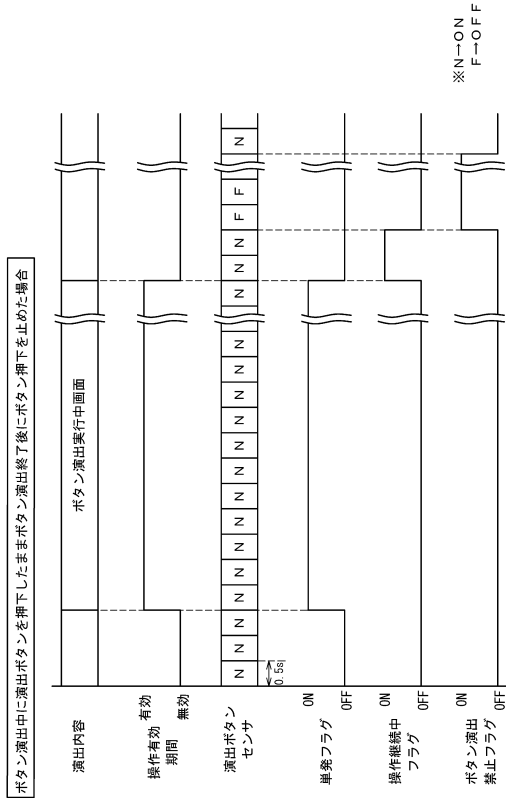 ボタン演出中に演出ボタンを押下したままボタン演出終了後にボタン押下を止めた場合
演出内容
ボタン演出実行中画面
操作有効
期間
有効
無効
演出ボタン
センサ
N N N N N N N N N N N N N N N N N F F N
0.5s
単発フラグ
ON
OFF
操作継続中
フラグ
ON
OFF
ボタン演出
禁止フラグ
ON
OFF
※N→ON
F→OFF